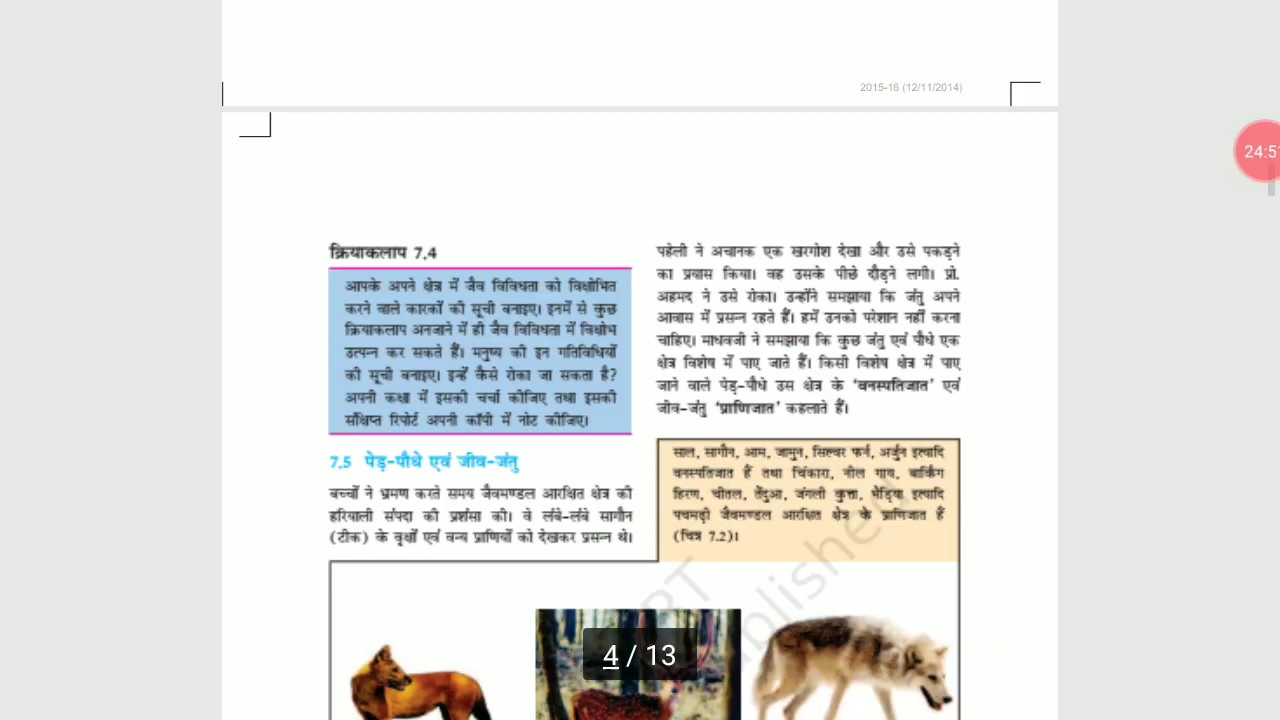 2015-16 (12/11/2014)
24:51
क्रियाकलाप 7.4
आपके अपने क्षेत्र में जैव विविधता को विक्षोभित
करने वाले कारकों की सूची बनाइए। इनमें से कुछ
क्रियाकलाप अनजाने में ही जैव विविधता में विक्षोभ
उत्पन्न कर सकते हैं। मनुष्य की इन गतिविधियों
की सूची बनाइए। इन्हें कैसे रोका जा सकता है?
अपनी कक्षा में इसकी चर्चा कीजिए तथा इसकी
संक्षिप्त रिपोर्ट अपनी कॉपी में नोट कीजिए।
7.5 पेड़-पौधे एवं जीव-जंतु
बच्चों ने भ्रमण करते समय जैवमण्डल आरक्षित क्षेत्र की
हरियाली संपदा की प्रशंसा की। वे लंबे-लंबे सागौन
(टीक) के वृक्षों एवं वन्य प्राणियों को देखकर प्रसन्न थे।
पहेली ने अचानक एक खरगोश देखा और उसे पकड़ने
का प्रयास किया। वह उसके पीछे दौड़ने लगी। प्रो.
अहमद ने उसे रोका। उन्होंने समझाया कि जंतु अपने
आवास में प्रसन्न रहते हैं। हमें उनको परेशान नहीं करना
चाहिए। माधवजी ने समझाया कि कुछ जंतु एवं पौधे एक
क्षेत्र विशेष में पाए जाते हैं। किसी विशेष क्षेत्र में पाए
जाने वाले पेड़-पौधे उस क्षेत्र के 'वनस्पतिजात' एवं
जीव-जंतु 'प्राणिजात' कहलाते हैं।
साल, सागौन, आम, जामुन, सिल्वर फर्न, अर्जुन इत्यादि
वनस्पतिजात हैं तथा चिंकारा, नील गाय, बार्किंग
हिरण, चीतल, तेंदुआ, जंगली कुत्ता, भेड़िया इत्यादि
पचमढ़ी जैवमण्डल आरक्षित क्षेत्र के प्राणिजात हैं
(चित्र 7.2)।
4 / 13